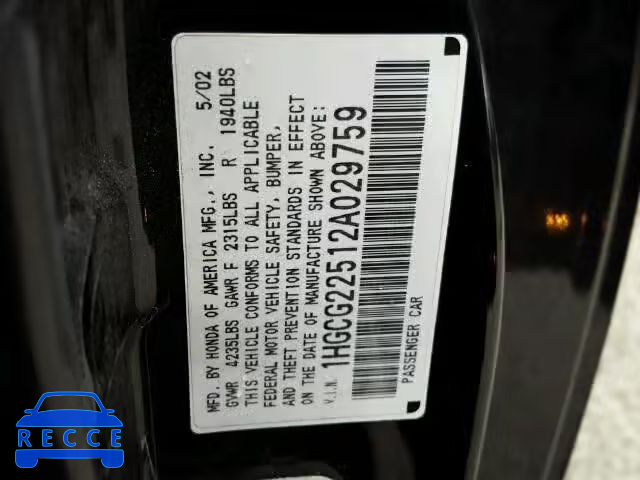 MFD. BY HONDA OF AMERICA MFG., INC. 5/02
GVWR 4235LBS GAWR F 2315LBS R 1940LBS
THIS VEHICLE CONFORMS TO ALL APPLICABLE
FEDERAL MOTOR VEHICLE SAFETY, BUMPER,
AND THEFT PREVENTION STANDARDS IN EFFECT
ON THE DATE OF MANUFACTURE SHOWN ABOVE:
V.I.N. 1HGCG22512A029759
PASSENGER CAR
RECCE